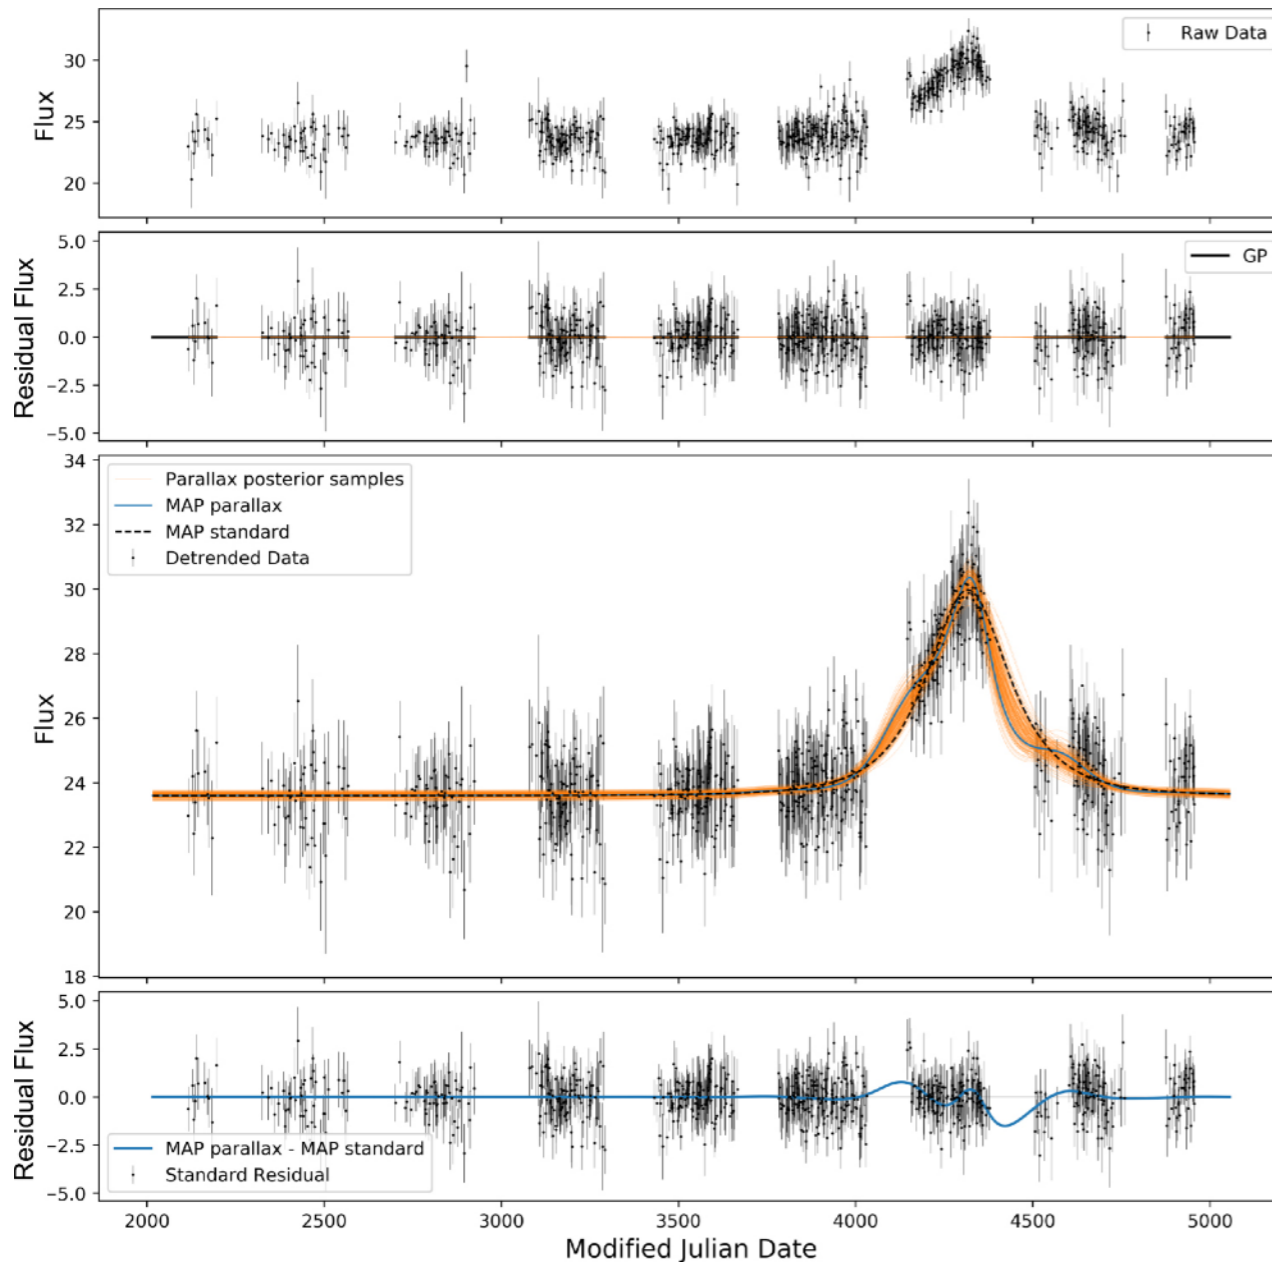 Raw Data
Flux
30
25
20
GP
Residual Flux
5.0
2.5
0.0
−2.5
−5.0
Parallax posterior samples
MAP parallax
MAP standard
Detrended Data
Flux
34
32
30
28
26
24
22
20
18
Residual Flux
5.0
2.5
0.0
−2.5
−5.0
MAP parallax - MAP standard
Standard Residual
2000 2500 3000 3500 4000 4500 5000
Modified Julian Date